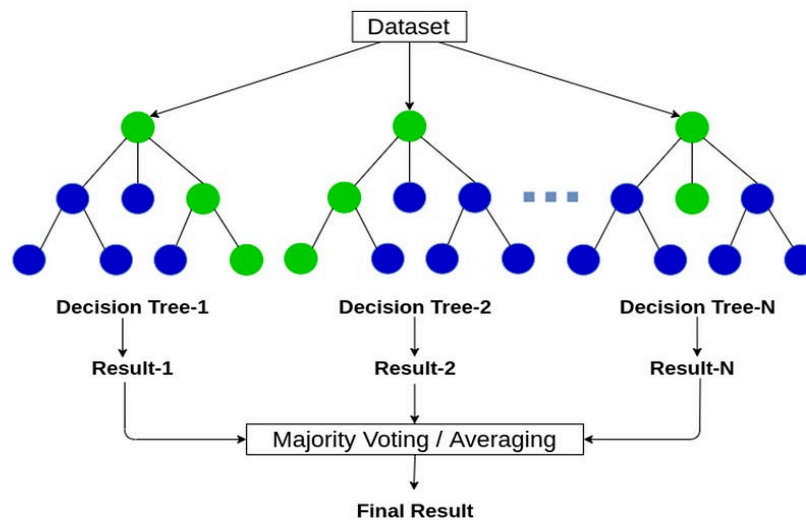 Dataset
Decision Tree-1
Decision Tree-2
Decision Tree-N
Result-1
Result-2
Result-N
Majority Voting / Averaging
Final Result